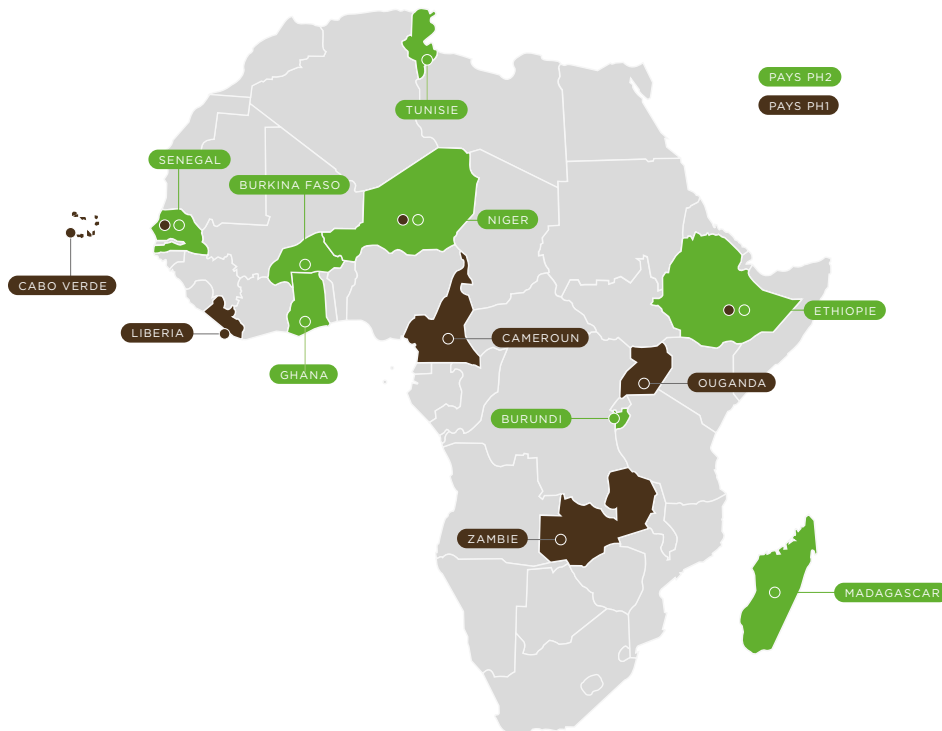 PAYS PH2
PAYS PH1
TUNISIE
SENEGAL
BURKINA FASO
NIGER
CABO VERDE
LIBERIA
ETHIOPIE
CAMEROUN
GHANA
OUGANDA
BURUNDI
ZAMBIE
MADAGASCAR